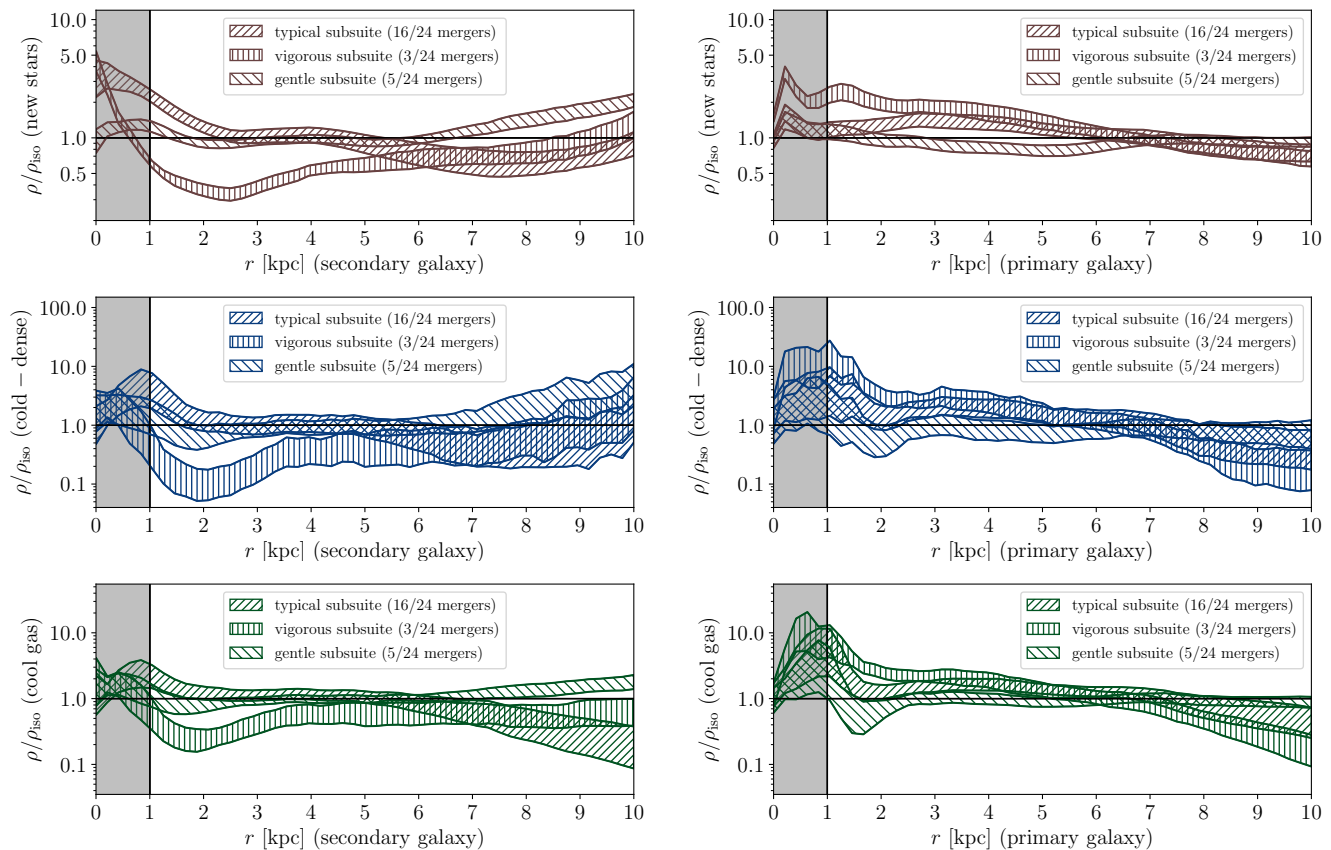 10.0
5.0
1.0
0.5
ρ/ρiso (new stars)
typical subsuite (16/24 mergers)
vigorous subsuite (3/24 mergers)
gentle subsuite (5/24 mergers)
0 1 2 3 4 5 6 7 8 9 10
r [kpc] (secondary galaxy)
10.0
5.0
1.0
0.5
ρ/ρiso (new stars)
typical subsuite (16/24 mergers)
vigorous subsuite (3/24 mergers)
gentle subsuite (5/24 mergers)
0 1 2 3 4 5 6 7 8 9 10
r [kpc] (primary galaxy)
100.0
10.0
1.0
0.1
ρ/ρiso (cold − dense)
typical subsuite (16/24 mergers)
vigorous subsuite (3/24 mergers)
gentle subsuite (5/24 mergers)
0 1 2 3 4 5 6 7 8 9 10
r [kpc] (secondary galaxy)
100.0
10.0
1.0
0.1
ρ/ρiso (cold − dense)
typical subsuite (16/24 mergers)
vigorous subsuite (3/24 mergers)
gentle subsuite (5/24 mergers)
0 1 2 3 4 5 6 7 8 9 10
r [kpc] (primary galaxy)
10.0
1.0
0.1
ρ/ρiso (cool gas)
typical subsuite (16/24 mergers)
vigorous subsuite (3/24 mergers)
gentle subsuite (5/24 mergers)
0 1 2 3 4 5 6 7 8 9 10
r [kpc] (secondary galaxy)
10.0
1.0
0.1
ρ/ρiso (cool gas)
typical subsuite (16/24 mergers)
vigorous subsuite (3/24 mergers)
gentle subsuite (5/24 mergers)
0 1 2 3 4 5 6 7 8 9 10
r [kpc] (primary galaxy)